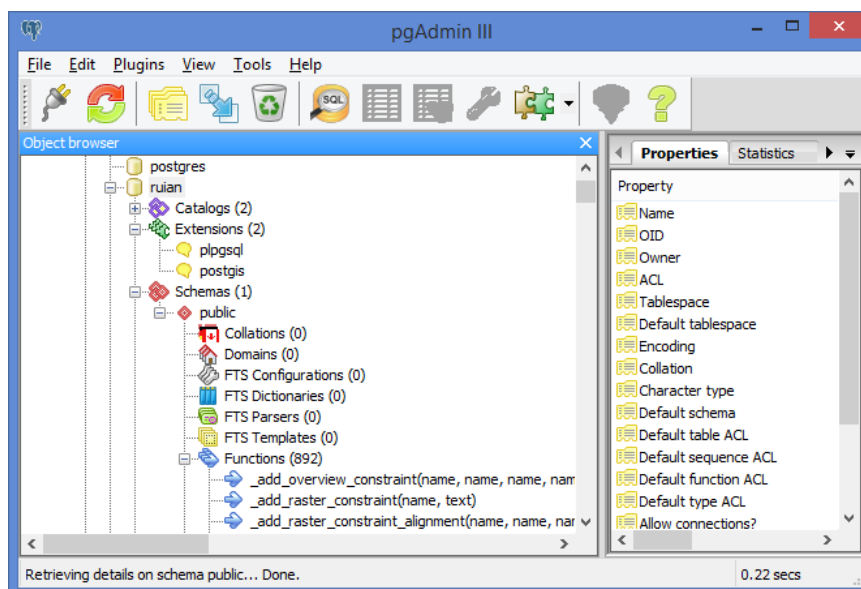 pgAdmin III
File Edit Plugins View Tools Help
SQL
Object browser
postgres
ruian
Catalogs (2)
Extensions (2)
plpgsql
postgis
Schemas (1)
public
Collations (0)
Domains (0)
FTS Configurations (0)
FTS Dictionaries (0)
FTS Parsers (0)
FTS Templates (0)
Functions (892)
_add_overview_constraint(name, name, name, nam
_add_raster_constraint(name, text)
_add_raster_constraint_alignment(name, name, nar
Properties Statistics
Property
Name
OID
Owner
ACL
Tablespace
Default tablespace
Encoding
Collation
Character type
Default schema
Default table ACL
Default sequence ACL
Default function ACL
Default type ACL
Allow connections?
Retrieving details on schema public... Done. 0.22 secs